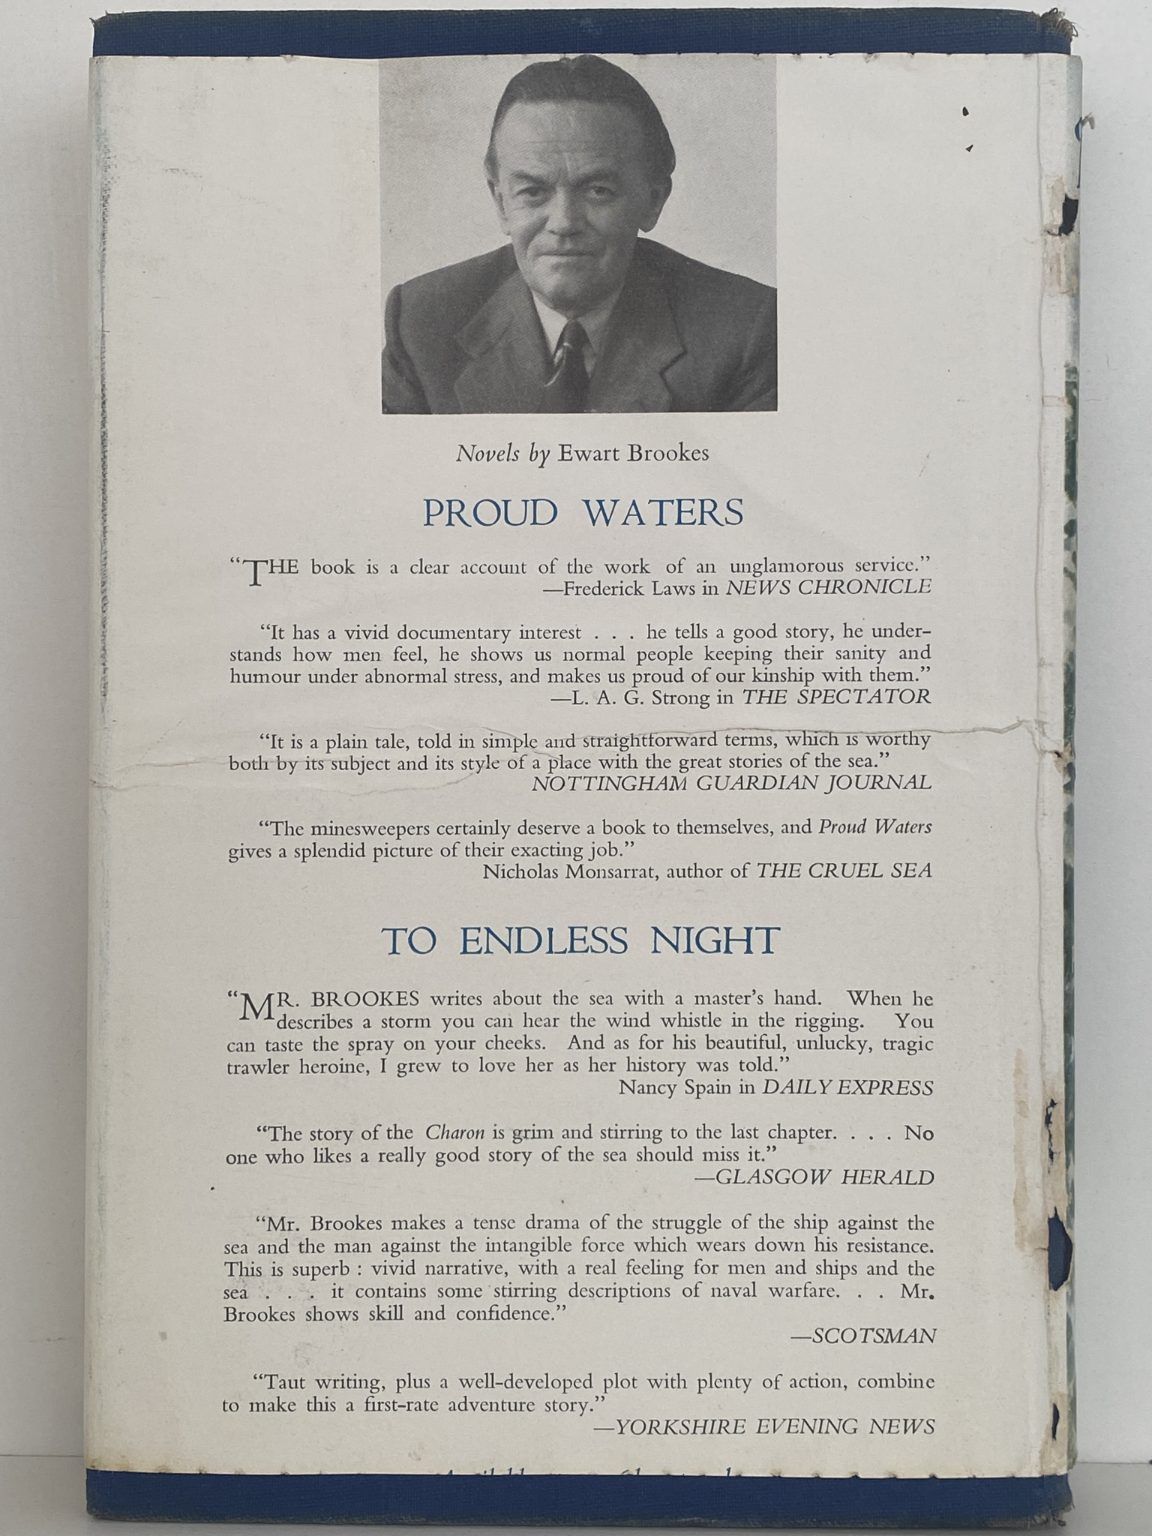 Novels by Ewart Brookes
PROUD WATERS
“THE book is a clear account of the work of an unglamorous service.”
—Frederick Laws in NEWS CHRONICLE
“It has a vivid documentary interest . . . he tells a good story, he under-
stands how men feel, he shows us normal people keeping their sanity and
humour under abnormal stress, and makes us proud of our kinship with them.”
—L. A. G. Strong in THE SPECTATOR
“It is a plain tale, told in simple and straightforward terms, which is worthy
both by its subject and its style of a place with the great stories of the sea.”
NOTTINGHAM GUARDIAN JOURNAL
“The minesweepers certainly deserve a book to themselves, and Proud Waters
gives a splendid picture of their exacting job.”
Nicholas Monsarrat, author of THE CRUEL SEA
TO ENDLESS NIGHT
“MR. BROOKES writes about the sea with a master’s hand. When he
describes a storm you can hear the wind whistle in the rigging. You
can taste the spray on your cheeks. And as for his beautiful, unlucky, tragic
trawler heroine, I grew to love her as her history was told.”
Nancy Spain in DAILY EXPRESS
“The story of the Charon is grim and stirring to the last chapter. . . . No
one who likes a really good story of the sea should miss it.”
—GLASGOW HERALD
“Mr. Brookes makes a tense drama of the struggle of the ship against the
sea and the man against the intangible force which wears down his resistance.
This is superb : vivid narrative, with a real feeling for men and ships and the
sea . . . it contains some stirring descriptions of naval warfare. . . Mr.
Brookes shows skill and confidence.”
—SCOTSMAN
“Taut writing, plus a well-developed plot with plenty of action, combine
to make this a first-rate adventure story.”
—YORKSHIRE EVENING NEWS